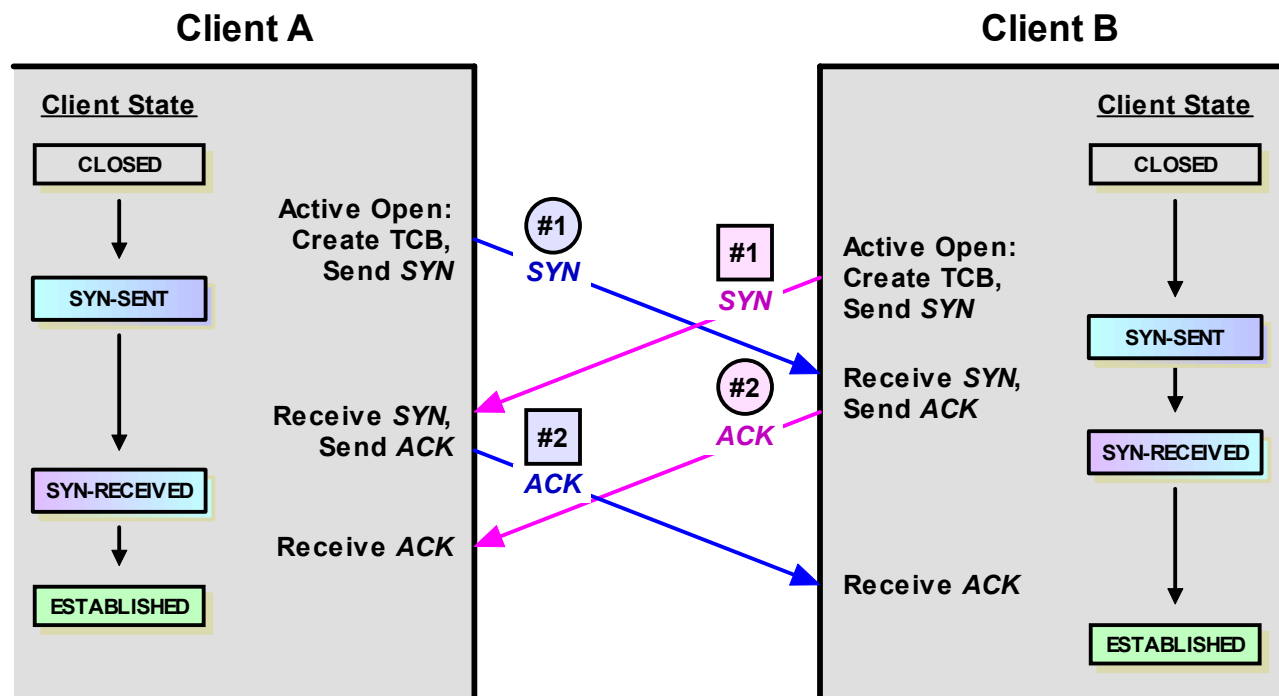 Client A
Client State
CLOSED
SYN-SENT
SYN-RECEIVED
ESTABLISHED
Active Open:
Create TCB,
Send SYN
Receive SYN,
Send ACK
Receive ACK
#1
SYN
#2
ACK
#1
SYN
#2
ACK
Client B
Active Open:
Create TCB,
Send SYN
Receive SYN,
Send ACK
Receive ACK
Client State
CLOSED
SYN-SENT
SYN-RECEIVED
ESTABLISHED